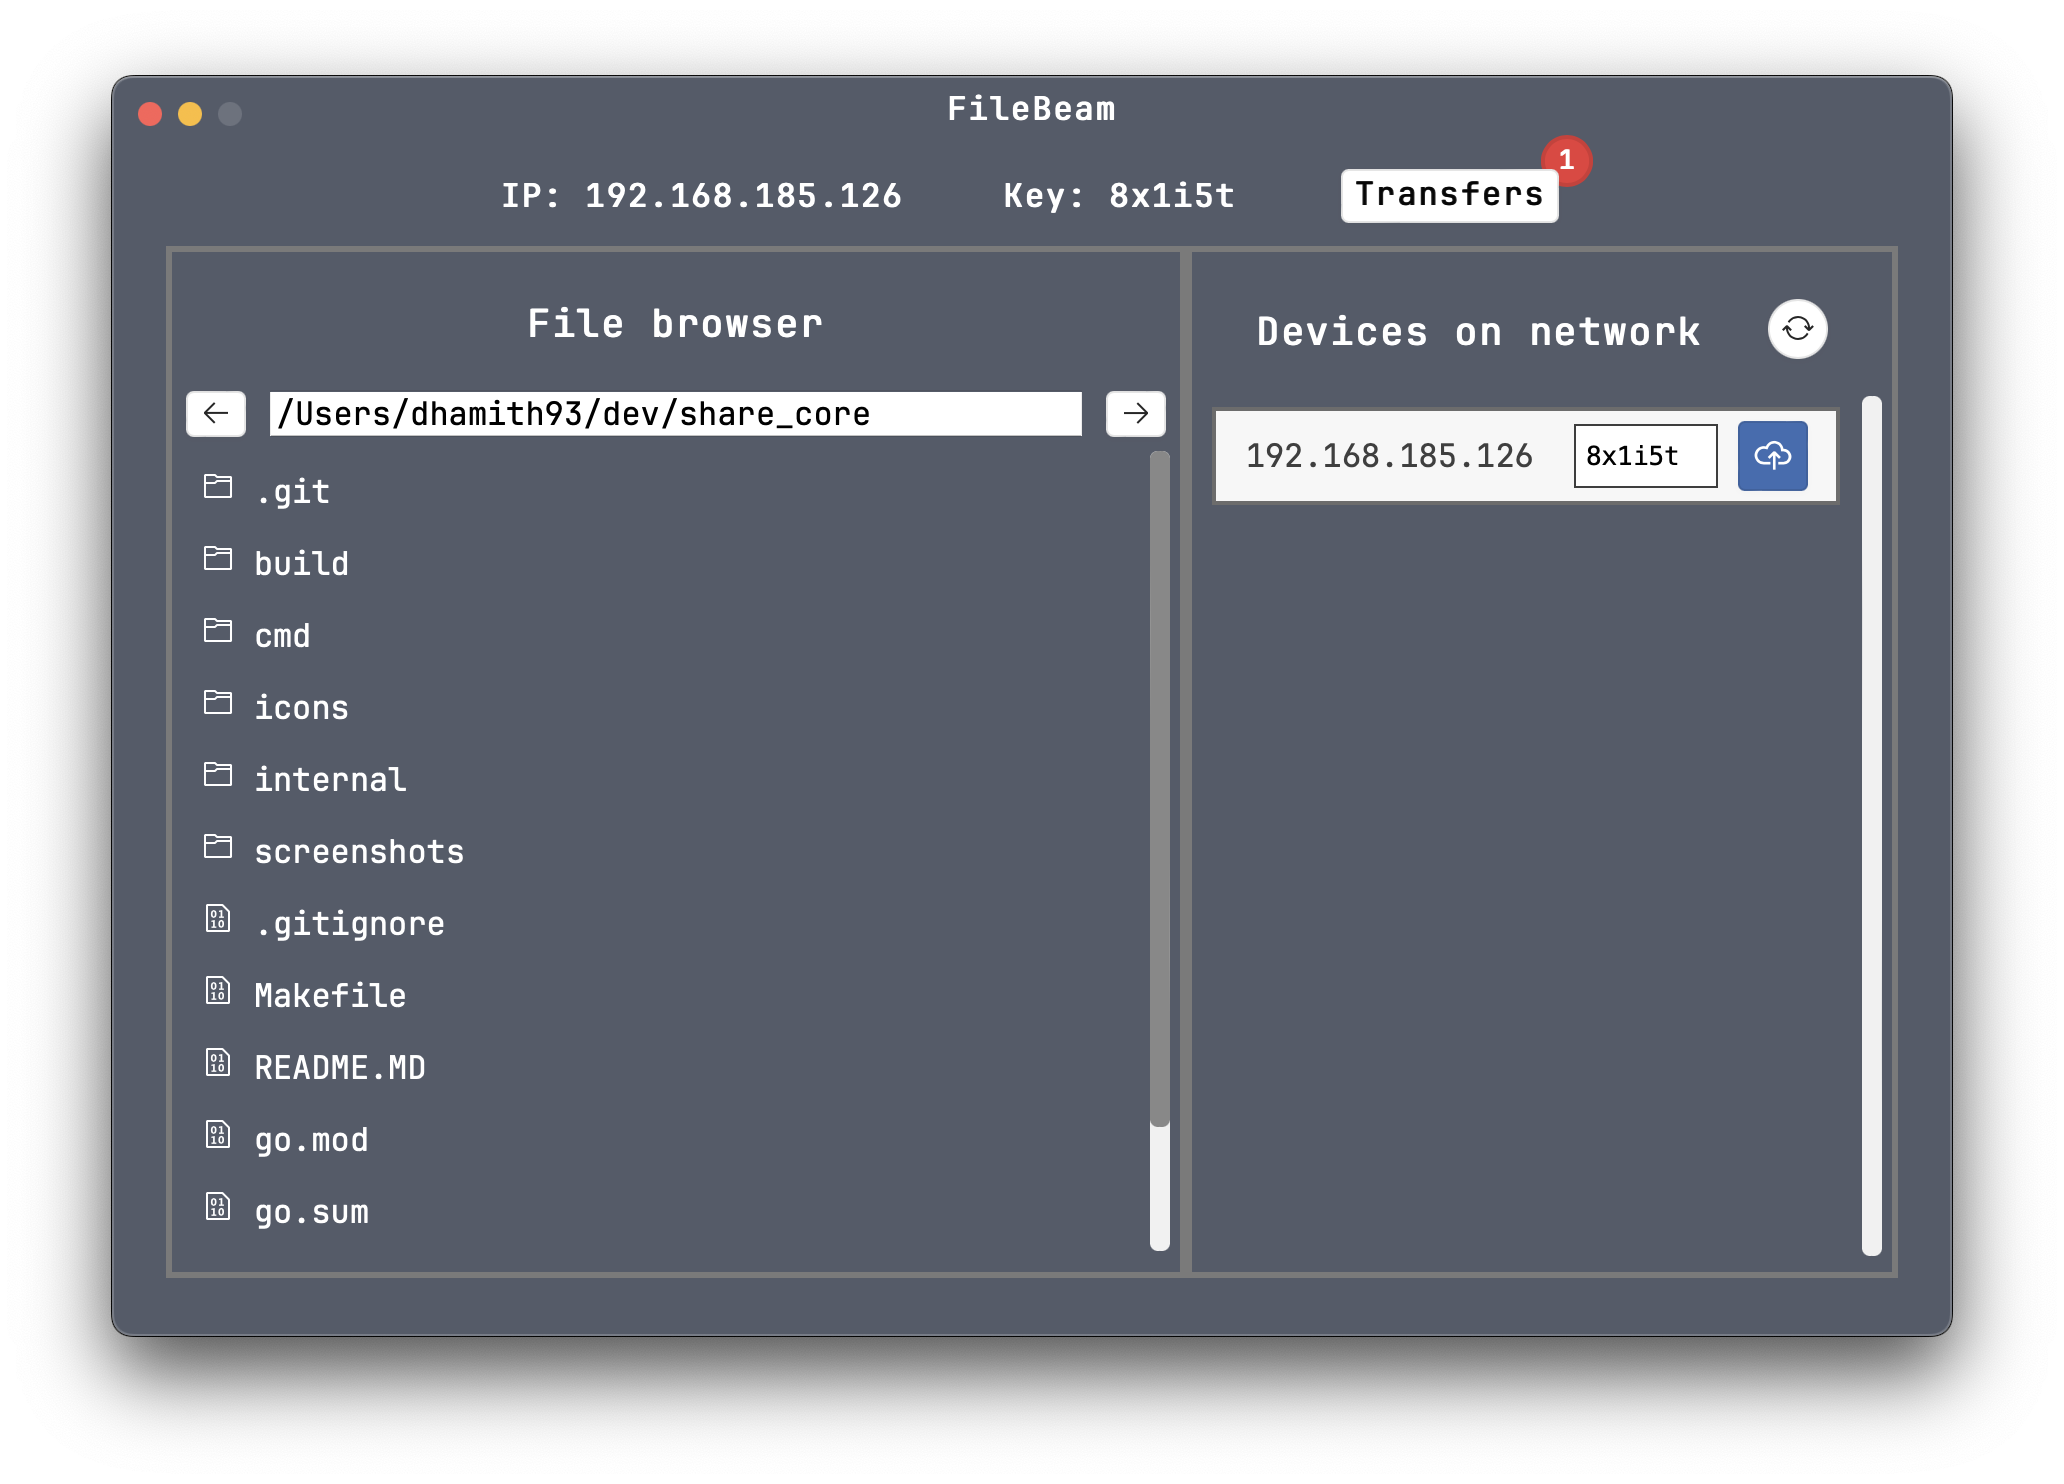 FileBeam
IP: 192.168.185.126 Key: 8x1i5t Transfers 1
File browser
/Users/dhamith93/dev/share_core
.git
build
cmd
icons
internal
screenshots
.gitignore
Makefile
README.MD
go.mod
go.sum
Devices on network
192.168.185.126 8x1i5t